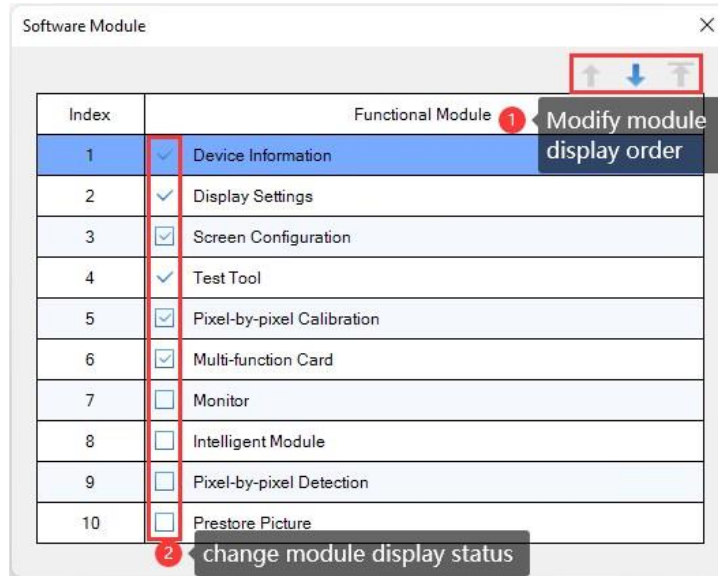 Software Module
Index
Functional Module
1 Modify module
display order
1 Device Information
2 Display Settings
3 Screen Configuration
4 Test Tool
5 Pixel-by-pixel Calibration
6 Multi-function Card
7 Monitor
8 Intelligent Module
9 Pixel-by-pixel Detection
10 Prestore Picture
2 change module display status